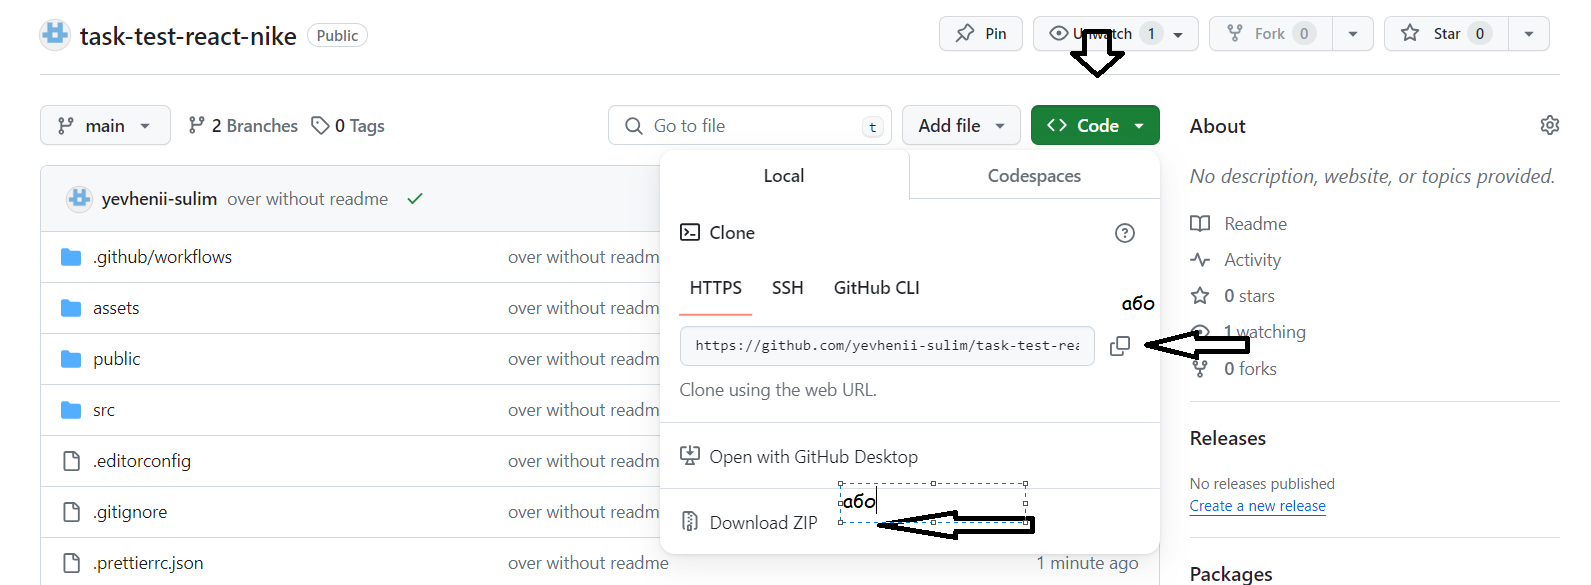 task-test-react-nike Public Pin Unwatch 1 Fork 0 Star 0
main 2 Branches 0 Tags Go to file t Add file Code
About
No description, website, or topics provided.
Local Codespaces
yevhenii-sulim over without readme
Readme
Clone
.github/workflows over without readm
Activity
HTTPS SSH GitHub CLI
0 stars
assets over without readm
або
1 watching
https://github.com/yevhenii-sulim/task-test-rea
public over without readm
0 forks
Clone using the web URL.
src over without readm
Releases
Open with GitHub Desktop
.editorconfig over without readm
No releases published
Create a new release
або
.gitignore over without readm
Download ZIP
.prettierrc.json over without readme 1 minute ago
Packages